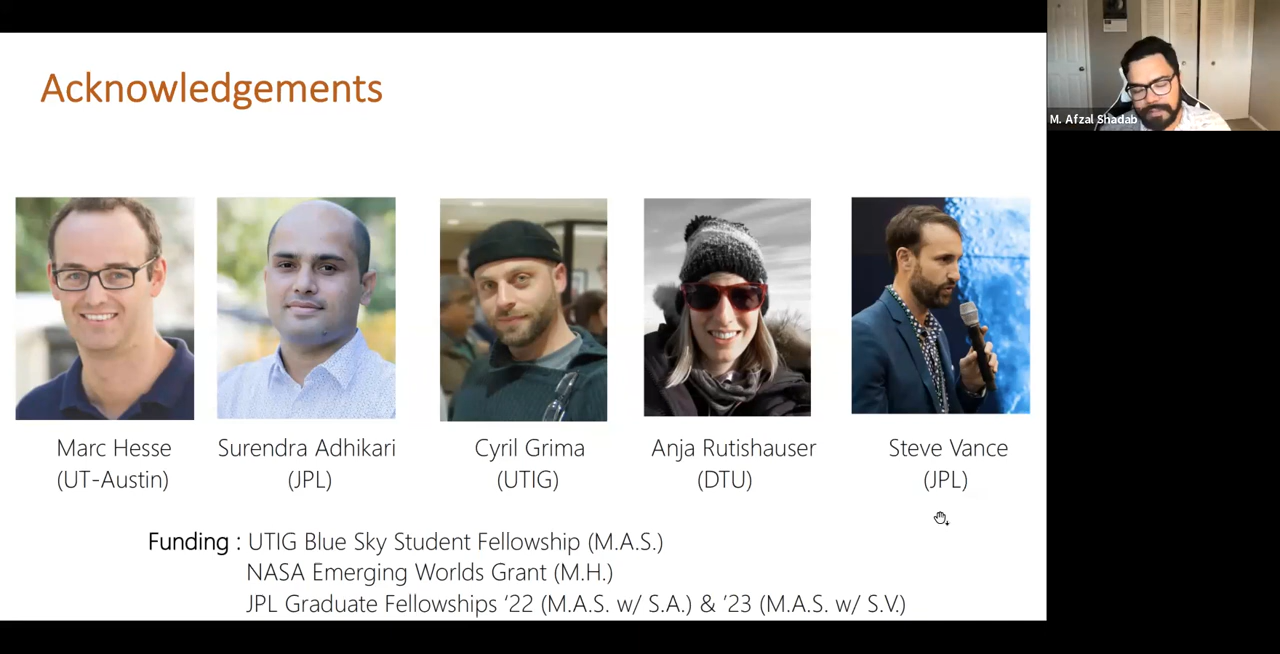 Acknowledgements
M. Afzal Shadab
Marc Hesse
(UT-Austin)
Surendra Adhikari
(JPL)
Cyril Grima
(UTIG)
Anja Rutishauser
(DTU)
Steve Vance
(JPL)
Funding : UTIG Blue Sky Student Fellowship (M.A.S.)
NASA Emerging Worlds Grant (M.H.)
JPL Graduate Fellowships ‘22 (M.A.S. w/ S.A.) & ’23 (M.A.S. w/ S.V.)